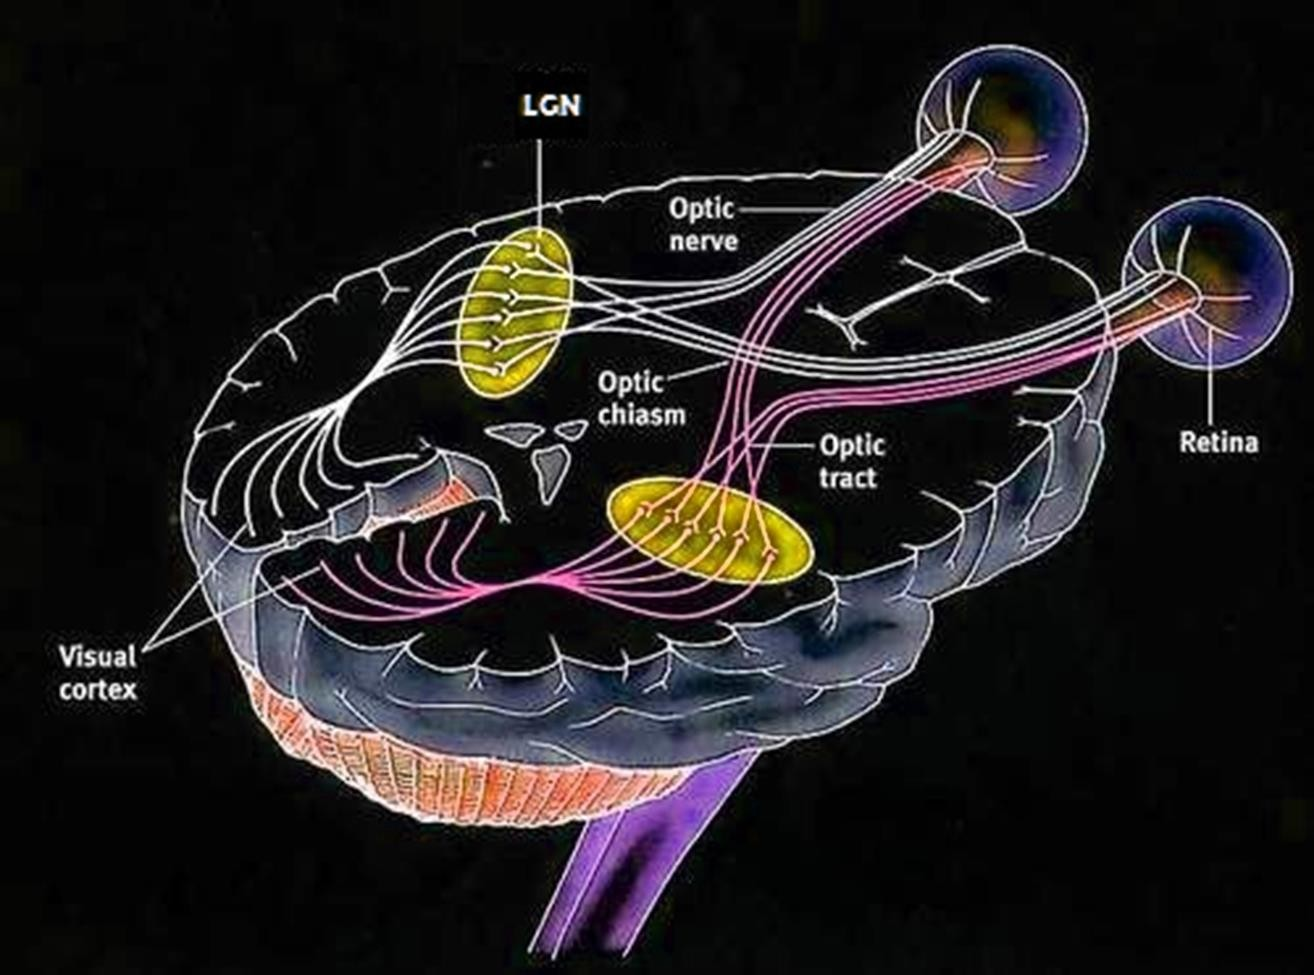 LGN
Optic
nerve
Optic
chiasm
Optic
tract
Retina
Visual
cortex